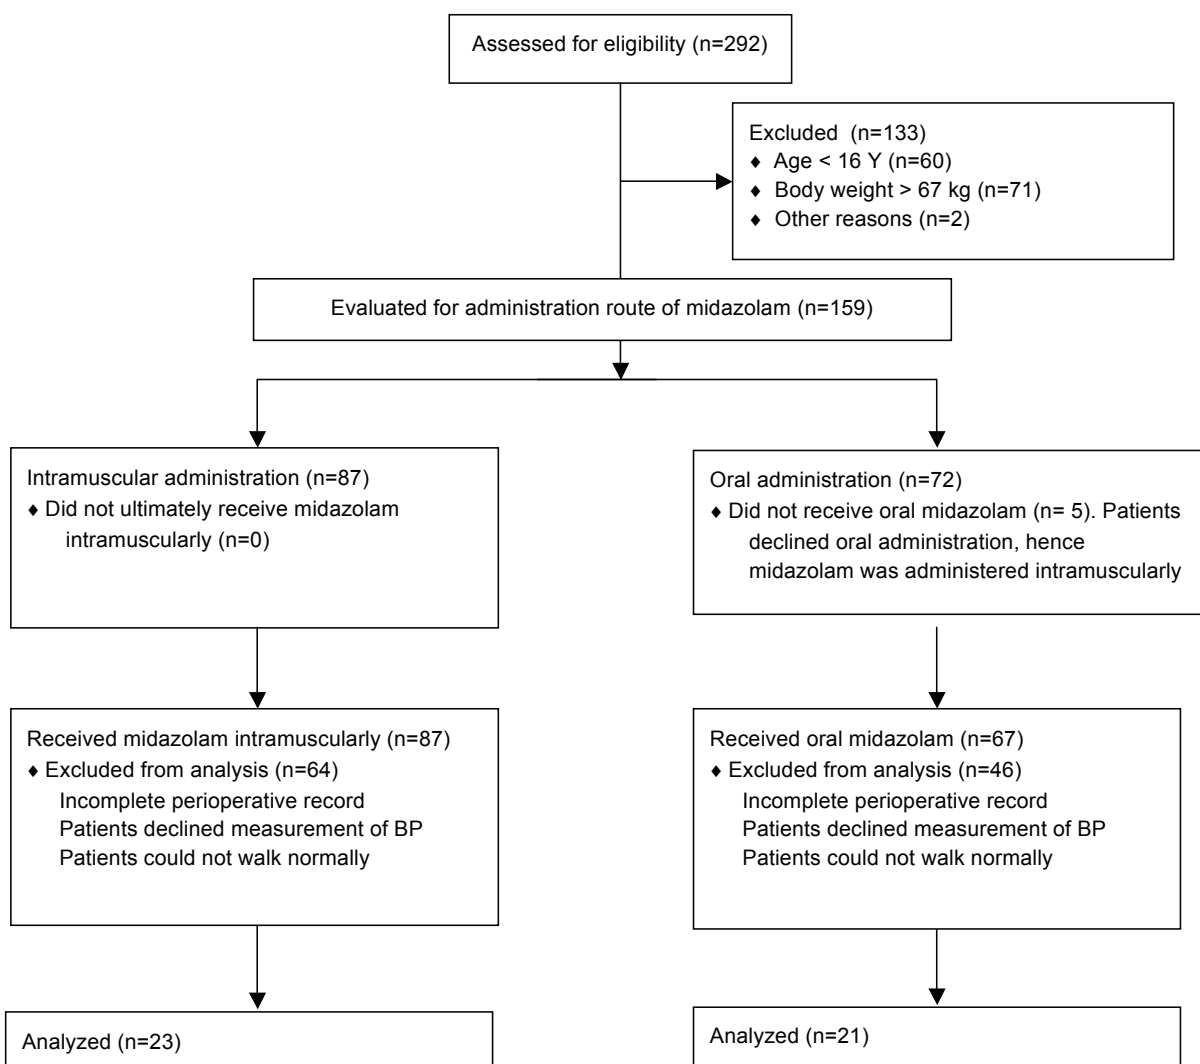 Assessed for eligibility (n=292)
Excluded  (n=133)
♦ Age < 16 Y (n=60)
♦ Body weight > 67 kg (n=71)
♦ Other reasons (n=2)
Evaluated for administration route of midazolam (n=159)
Intramuscular administration (n=87)
♦ Did not ultimately receive midazolam
intramuscularly (n=0)
Oral administration (n=72)
♦ Did not receive oral midazolam (n= 5). Patients
declined oral administration, hence
midazolam was administered intramuscularly
Received midazolam intramuscularly (n=87)
♦ Excluded from analysis (n=64)
Incomplete perioperative record
Patients declined measurement of BP
Patients could not walk normally
Received oral midazolam (n=67)
♦ Excluded from analysis (n=46)
Incomplete perioperative record
Patients declined measurement of BP
Patients could not walk normally
Analyzed (n=23)
Analyzed (n=21)